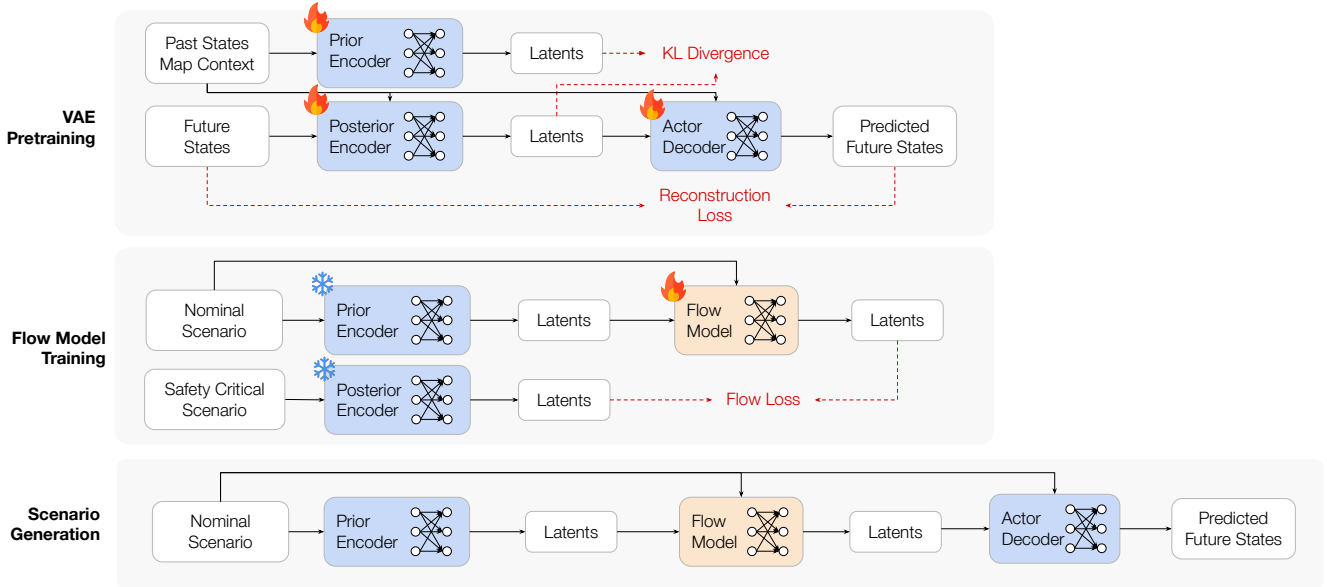 VAE
Pretraining
Past States
Map Context
Prior
Encoder
Latents
KL Divergence
Future
States
Posterior
Encoder
Latents
Actor
Decoder
Predicted
Future States
Reconstruction
Loss
Flow Model
Training
Nominal
Scenario
Prior
Encoder
Latents
Flow
Model
Latents
Safety Critical
Scenario
Posterior
Encoder
Latents
Flow Loss
Scenario
Generation
Nominal
Scenario
Prior
Encoder
Latents
Flow
Model
Latents
Actor
Decoder
Predicted
Future States